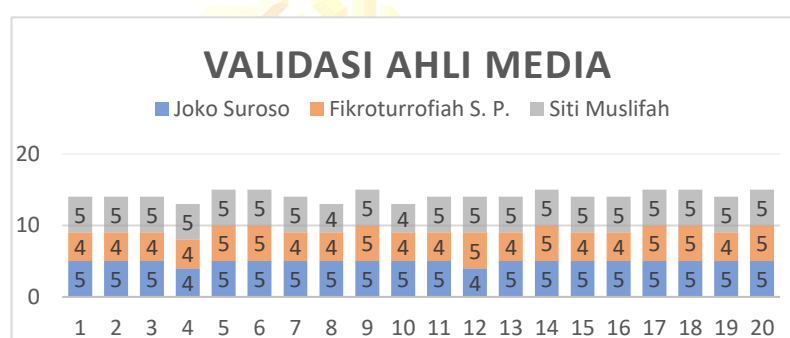 VALIDASI AHLI MEDIA
Joko Suroso Fikroturrofiah S. P. Siti Muslifah
20
5 5 5 5 5 5 5 4 5 4 5 5 5 5 5 5 5 5 5 5
10
4 4 4 4 5 5 4 4 5 4 4 5 4 5 4 4 5 5 4 5
5 5 5 4 5 5 5 5 5 5 5 4 5 5 5 5 5 5 5 5
0
1 2 3 4 5 6 7 8 9 10 11 12 13 14 15 16 17 18 19 20